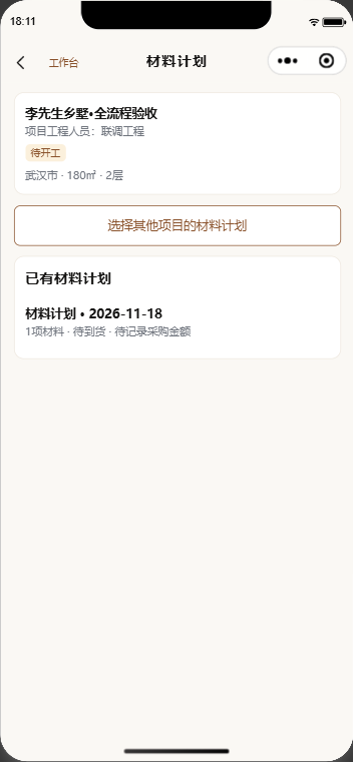 18:11
工作台
材料计划
李先生乡墅•全流程验收
项目工程人员：联调工程
待开工
武汉市 · 180㎡ · 2层
选择其他项目的材料计划
已有材料计划
材料计划 • 2026-11-18
1项材料 · 待到货 · 待记录采购金额